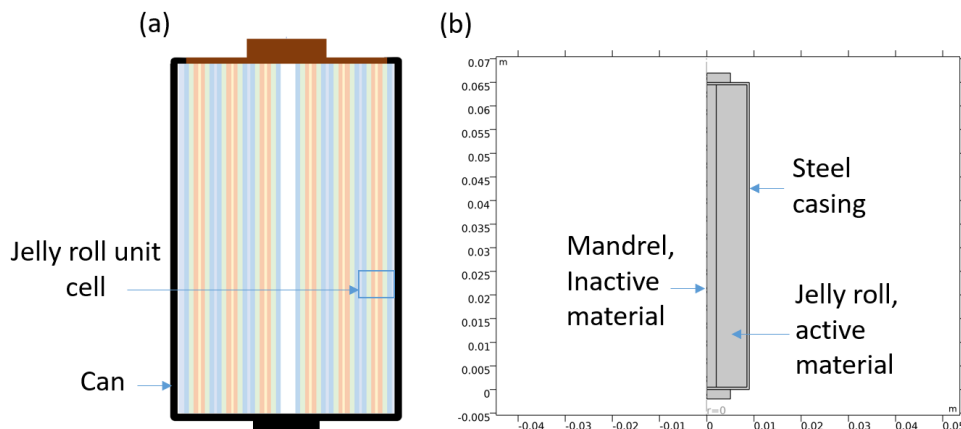 (a)
Jelly roll unit
cell
Can
(b)
m
0.07
0.065
0.06
0.055
0.05
0.045
0.04
0.035
0.03
0.025
0.02
0.015
0.01
0.005
0
-0.005
Steel
casing
Mandrel,
Inactive
material
Jelly roll,
active
material
r=0
m
-0.04 -0.03 -0.02 -0.01 0 0.01 0.02 0.03 0.04 0.05